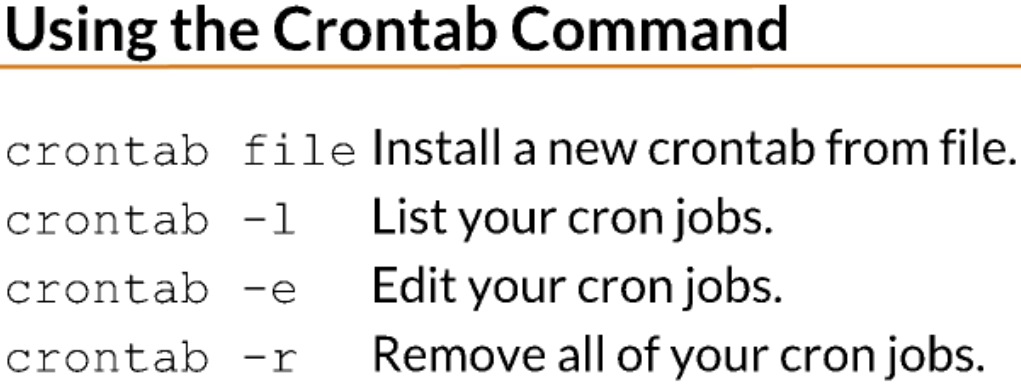 Using the Crontab Command
crontab file Install a new crontab from file.
crontab -l List your cron jobs.
crontab -e Edit your cron jobs.
crontab -r Remove all of your cron jobs.